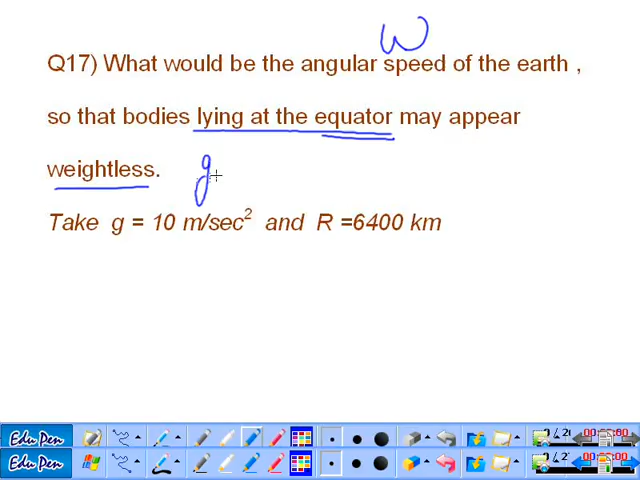 ω
Q17) What would be the angular speed of the earth ,
so that bodies lying at the equator may appear
weightless. g
Take g = 10 m/sec² and R =6400 km
Edu Pen
Edu Pen